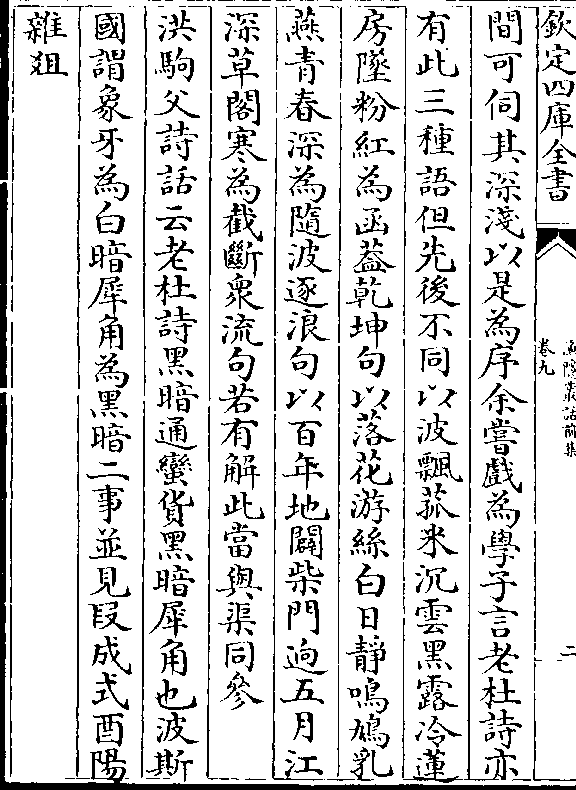 欽定四庫全書
漁隱叢話前集
卷九
二
間可伺其深淺以是為序余嘗戲為學子言老杜詩亦
有此三種語但先後不同以波飄菰米沉雲黑露冷蓮
房墜粉紅為函蓋乾坤句以落花游絲白日靜鳴鳩乳
燕青春深為隨波逐浪句以百年地闢柴門迥五月江
深草閣寒為截斷衆流句若有解此當與渠同參
洪駒父詩話云老杜詩黑暗通蠻貨黑暗犀角也波斯
國謂象牙為白暗犀角為黑暗二事並見段成式酉陽
雜爼